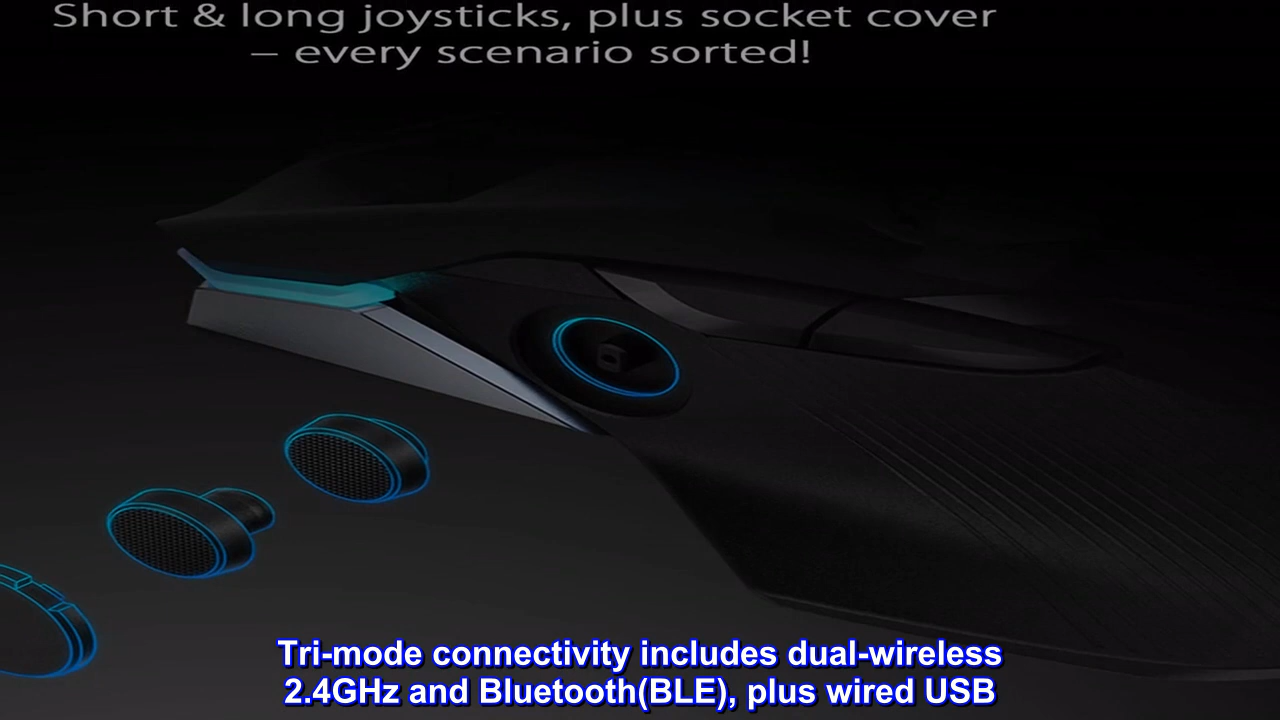 Short & long joysticks, plus socket cover
– every scenario sorted!
Tri-mode connectivity includes dual-wireless
2.4GHz and Bluetooth(BLE), plus wired USB